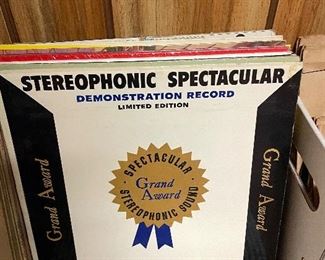 STEREOPHONIC SPECTACULAR
DEMONSTRATION RECORD
LIMITED EDITION
Grand Award
SPECTACULAR
Grand
Award
STEREOPHONIC SOUND
Grand Award